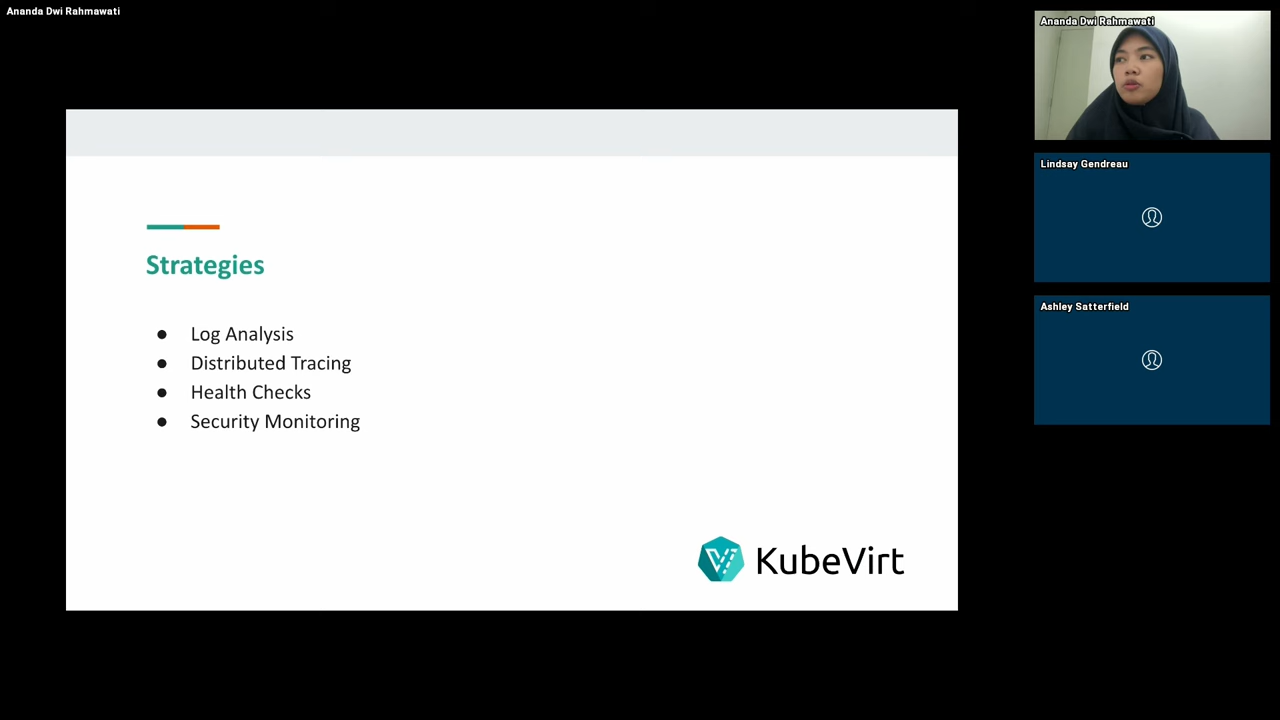 Ananda Dwi Rahmawati
Ananda Dwi Rahmawati
Lindsay Gendreau
Ashley Satterfield
Strategies
● Log Analysis
● Distributed Tracing
● Health Checks
● Security Monitoring
KubeVirt